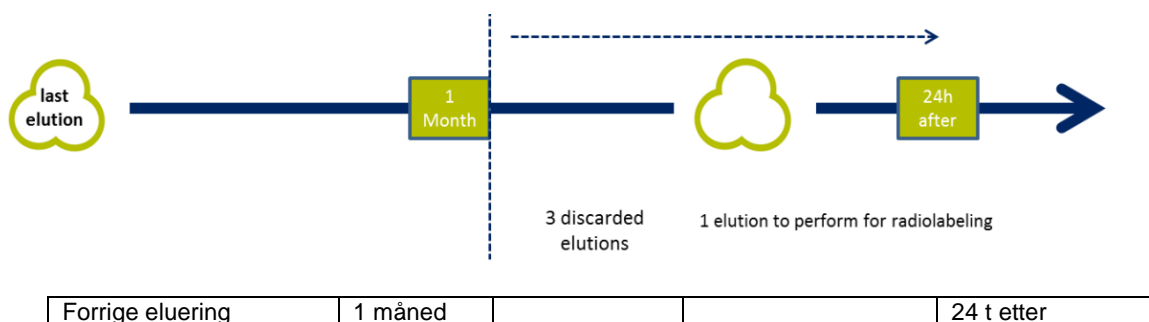 last
elution
1
Month
24h
after
3 discarded
elutions
1 elution to perform for radiolabeling
Forrige eluering 1 måned 24 t etter